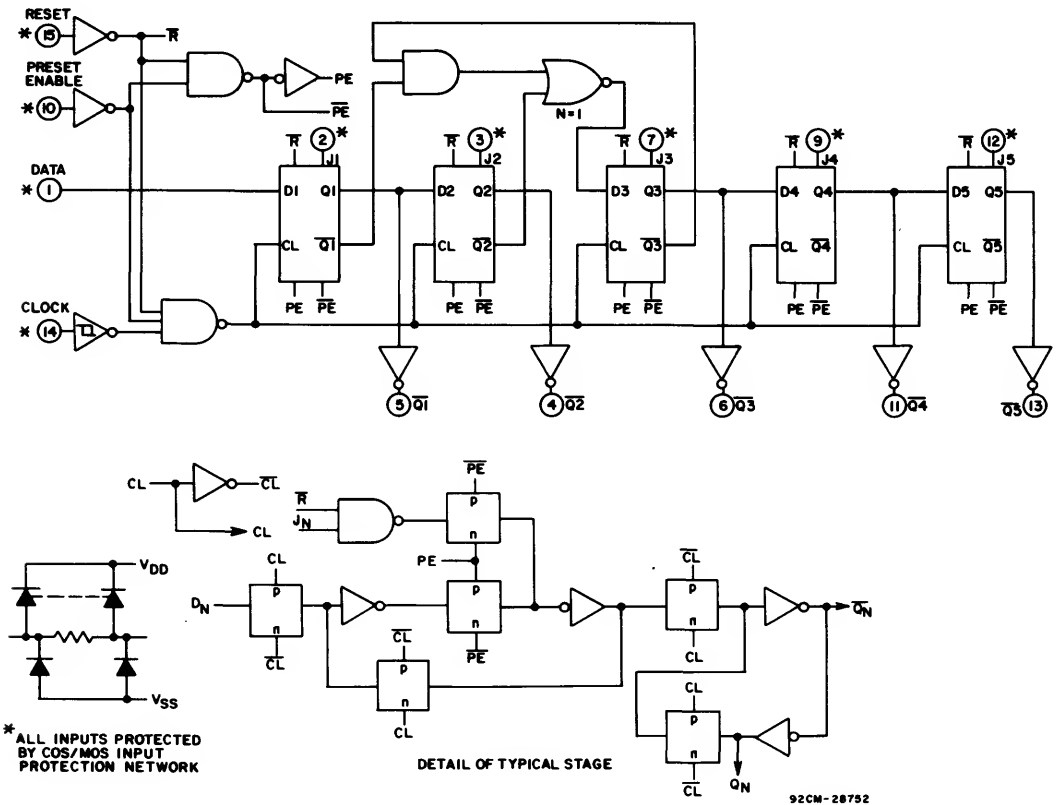 RESET
* 15
R̅
PRESET
ENABLE
* 10
PE
P̅E̅
N=1
DATA
* 1
R̅ 2 * J1
D1 Q1
CL Q̅1̅
PE P̅E̅
R̅ 3 * J2
D2 Q2
CL Q̅2̅
PE P̅E̅
R̅ 7 * J3
D3 Q3
CL Q̅3̅
PE P̅E̅
R̅ 9 * J4
D4 Q4
CL Q̅4̅
PE P̅E̅
R̅ 12 * J5
D5 Q5
CL Q̅5̅
PE P̅E̅
CLOCK
* 14
5 Q̅1̅
4 Q̅2̅
6 Q̅3̅
11 Q̅4̅
Q̅5̅ 13
CL C̅L̅
CL
R̅
JN
P̅E̅
p
n
PE
DN
CL
p
n
C̅L̅
p
n
P̅E̅
C̅L̅
p
n
CL
C̅L̅
p
n
CL
Q̅N̅
CL
p
n
C̅L̅
QN
VDD
VSS
* ALL INPUTS PROTECTED
BY COS/MOS INPUT
PROTECTION NETWORK
DETAIL OF TYPICAL STAGE
92CM-28752